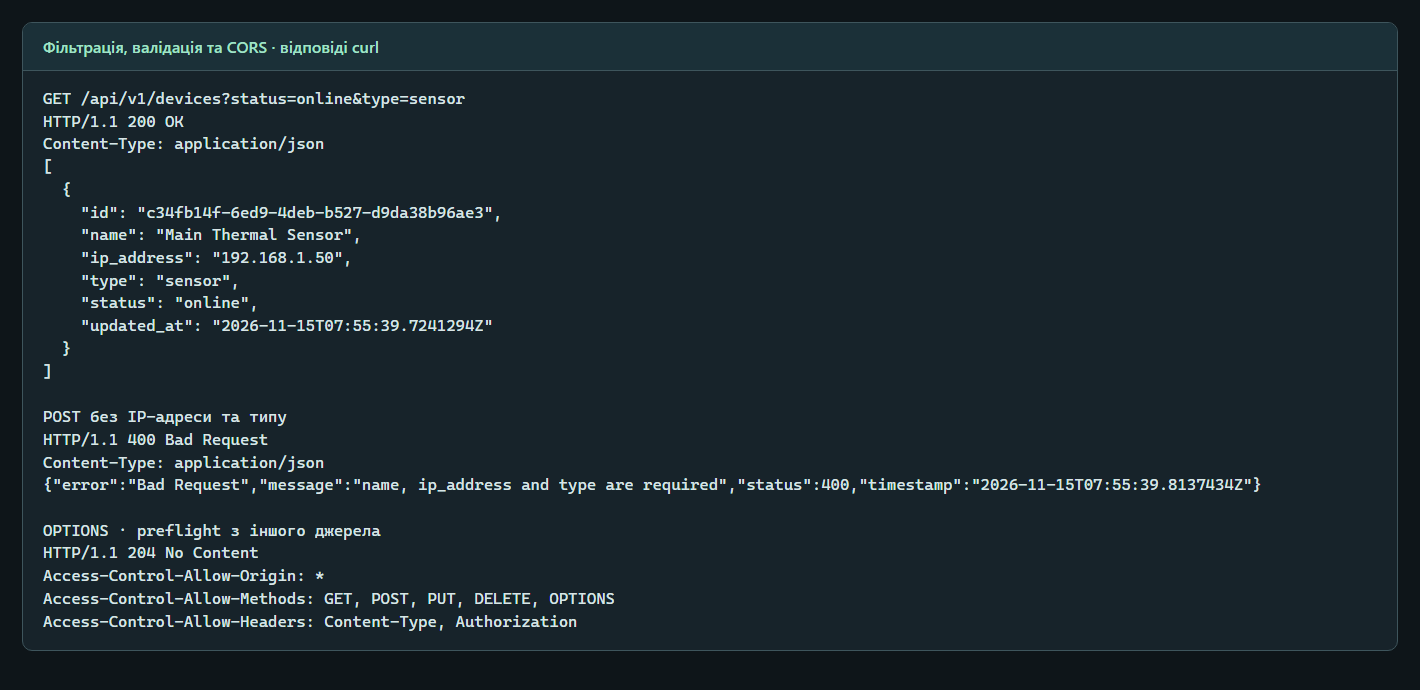 Фільтрація, валідація та CORS · відповіді curl
GET /api/v1/devices?status=online&type=sensor
HTTP/1.1 200 OK
Content-Type: application/json
[
  {
    "id": "c34fb14f-6ed9-4deb-b527-d9da38b96ae3",
    "name": "Main Thermal Sensor",
    "ip_address": "192.168.1.50",
    "type": "sensor",
    "status": "online",
    "updated_at": "2026-11-15T07:55:39.7241294Z"
  }
]
POST без IP-адреси та типу
HTTP/1.1 400 Bad Request
Content-Type: application/json
{"error":"Bad Request","message":"name, ip_address and type are required","status":400,"timestamp":"2026-11-15T07:55:39.8137434Z"}
OPTIONS · preflight з іншого джерела
HTTP/1.1 204 No Content
Access-Control-Allow-Origin: *
Access-Control-Allow-Methods: GET, POST, PUT, DELETE, OPTIONS
Access-Control-Allow-Headers: Content-Type, Authorization